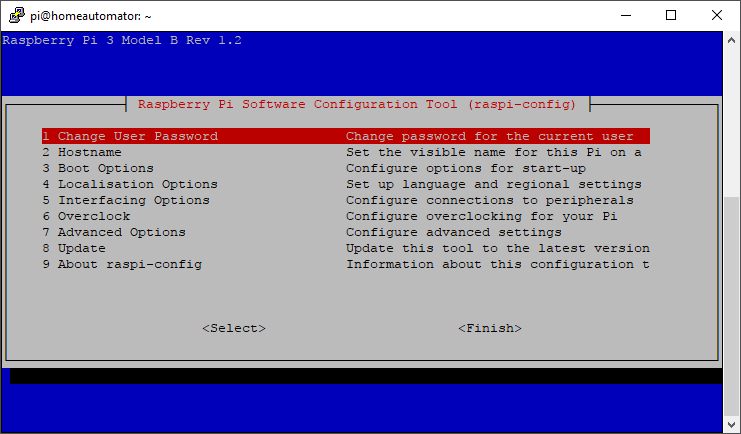 pi@homeautomator: ~
Raspberry Pi 3 Model B Rev 1.2
Raspberry Pi Software Configuration Tool (raspi-config)
1 Change User Password Change password for the current user
2 Hostname Set the visible name for this Pi on a
3 Boot Options Configure options for start-up
4 Localisation Options Set up language and regional settings
5 Interfacing Options Configure connections to peripherals
6 Overclock Configure overclocking for your Pi
7 Advanced Options Configure advanced settings
8 Update Update this tool to the latest version
9 About raspi-config Information about this configuration t
<Select> <Finish>